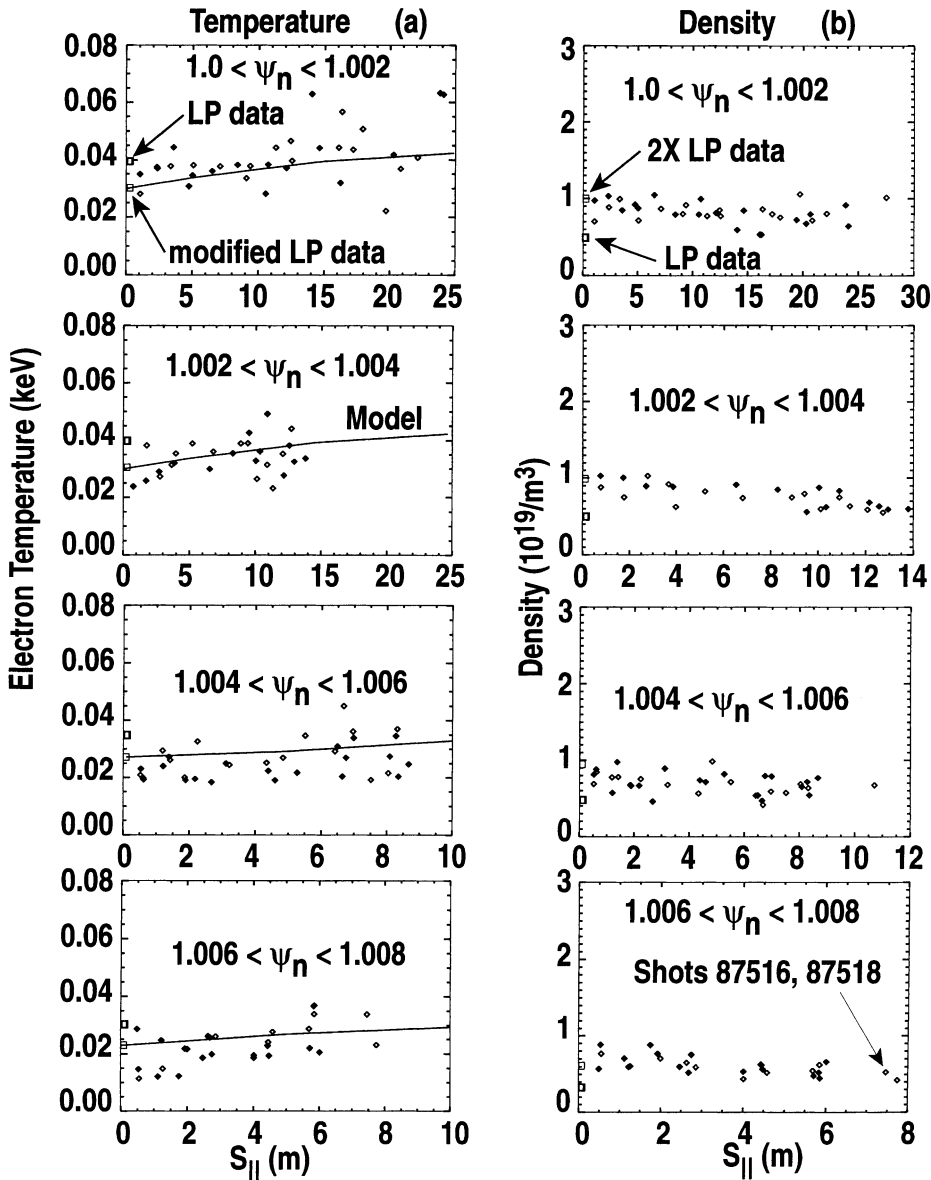 Temperature (a)
Density (b)
0.08
0.06
0.04
0.02
0.00
1.0 < ψn < 1.002
LP data
modified LP data
0 5 10 15 20 25
3
2
1
0
1.0 < ψn < 1.002
2X LP data
LP data
0 5 10 15 20 25 30
Electron Temperature (keV)
0.08
0.06
0.04
0.02
0.00
1.002 < ψn < 1.004
Model
0 5 10 15 20 25
Density (10^19/m^3)
3
2
1
0
1.002 < ψn < 1.004
0 2 4 6 8 10 12 14
0.08
0.06
0.04
0.02
0.00
1.004 < ψn < 1.006
0 2 4 6 8 10
3
2
1
0
1.004 < ψn < 1.006
0 2 4 6 8 10 12
0.08
0.06
0.04
0.02
0.00
1.006 < ψn < 1.008
0 2 4 6 8 10
S|| (m)
3
2
1
0
1.006 < ψn < 1.008
Shots 87516, 87518
0 2 4 6 8
S|| (m)